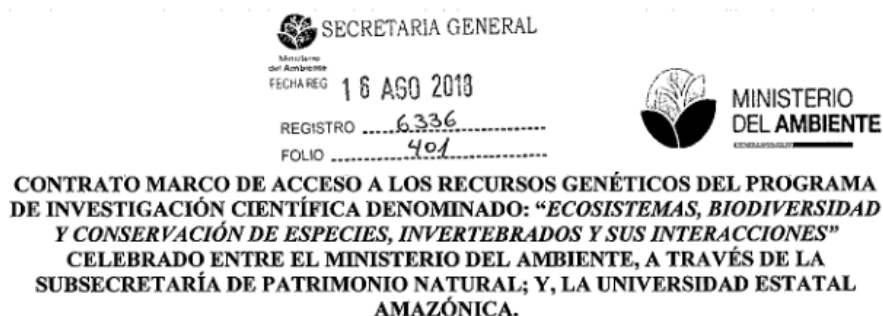 SECRETARIA GENERAL
Ministerio
del Ambiente
FECHA REG 16 AGO 2018
REGISTRO 6336
FOLIO 401
MINISTERIO
DEL AMBIENTE
CONTRATO MARCO DE ACCESO A LOS RECURSOS GENÉTICOS DEL PROGRAMA
DE INVESTIGACIÓN CIENTÍFICA DENOMINADO: “ECOSISTEMAS, BIODIVERSIDAD
Y CONSERVACIÓN DE ESPECIES, INVERTEBRADOS Y SUS INTERACCIONES”
CELEBRADO ENTRE EL MINISTERIO DEL AMBIENTE, A TRAVÉS DE LA
SUBSECRETARÍA DE PATRIMONIO NATURAL; Y, LA UNIVERSIDAD ESTATAL
AMAZÓNICA.